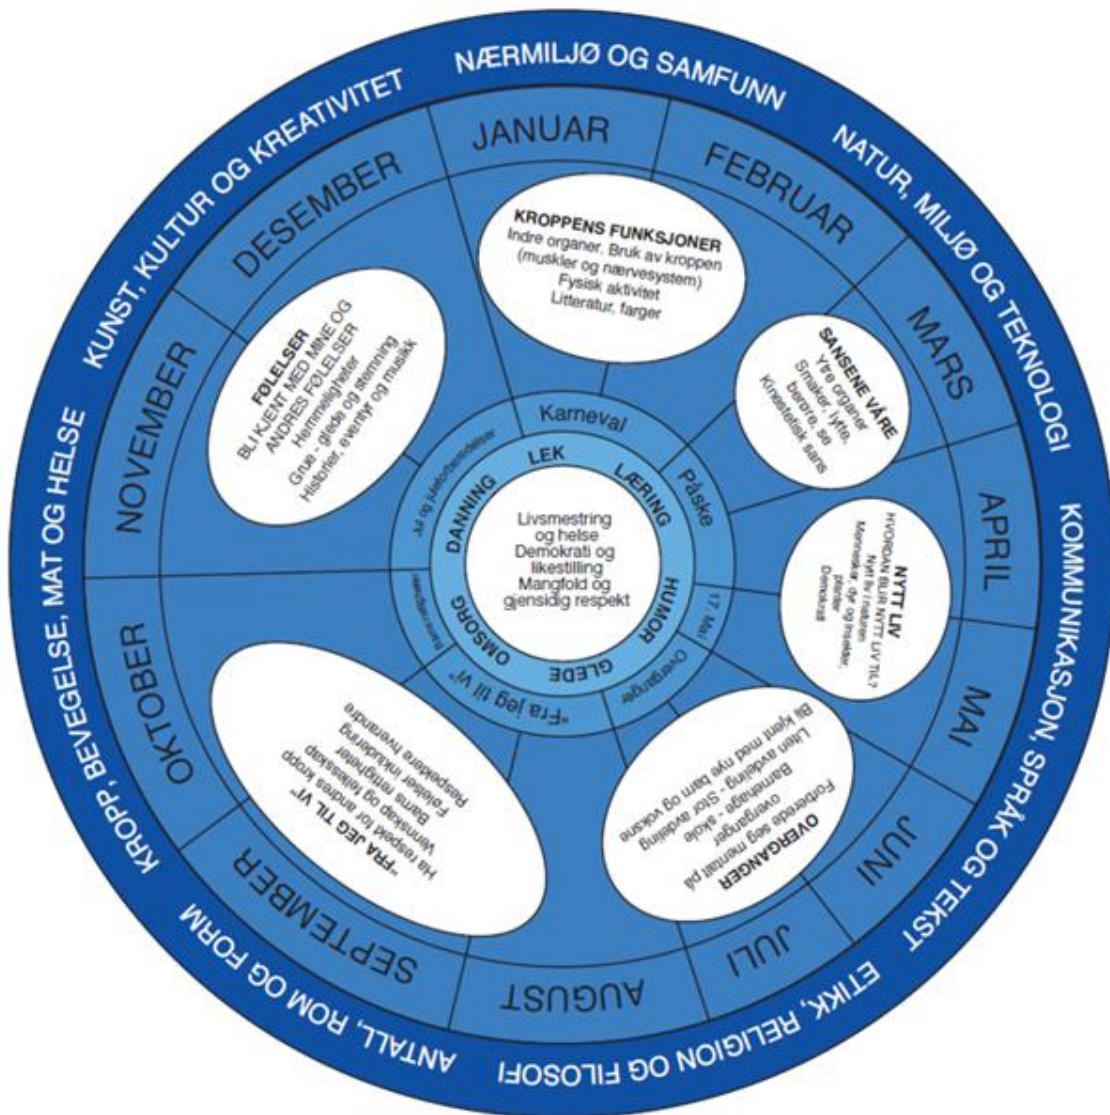 NÆRMILJØ OG SAMFUNN
NATUR, MILJØ OG TEKNOLOGI
KOMMUNIKASJON, SPRÅK OG TEKST
ETIKK, RELIGION OG FILOSOFI
ANTALL, ROM OG FORM
KROPP, BEVEGELSE, MAT OG HELSE
KUNST, KULTUR OG KREATIVITET
JANUAR
FEBRUAR
MARS
APRIL
MAI
JUNI
JULI
AUGUST
SEPTEMBER
OKTOBER
NOVEMBER
DESEMBER
KROPPENS FUNKSJONER
Indre organer, Bruk av kroppen
(muskler og nærvesystem)
Fysisk aktivitet
Litteratur, farger
SANSENE VÅRE
Ytre organer
Smaker, lytte,
berøre, se
Kinestetisk sans
NYTT LIV
HVORDAN BLIR NYTT LIV TIL?
Nytt liv i naturen
Mennesker, dyr og insekter,
planter
Demokrati
OVERGANGER
Forberede seg mentalt på
overganger
Barnehage - skole
Liten avdeling - Stor avdeling
Bli kjent med nye barn og voksne
"FRA JEG TIL VI"
Ha respekt for andres kropp
Vennskap og fellesskap
Barns rettigheter
Følelser inkludering
Respektere hverandre
FØLELSER
BLI KJENT MED MINE OG
ANDRES FØLELSER
Hemmeligheter
Grue - glede og stemning
Historier, eventyr og musikk
Karneval
Påske
17. Mai
Overganger
"Fra jeg til vi"
Jul og juleforberedelser
LEK
LÆRING
HUMOR
GLEDE
OMSORG
DANNING
Livsmestring
og helse
Demokrati og
likestilling
Mangfold og
gjensidig respekt